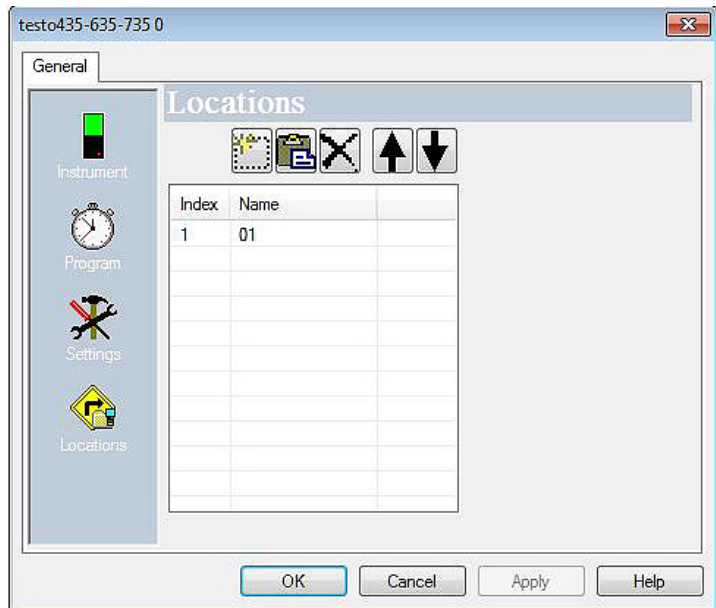 testo435-635-735 0
General
Locations
Instrument
Program
Settings
Locations
Index Name
1 01
OK Cancel Apply Help